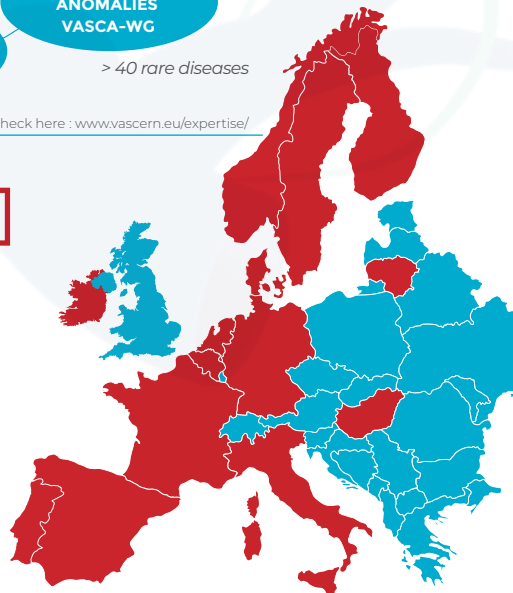 ANOMALIES
VASCA-WG
> 40 rare diseases
heck here : www.vascern.eu/expertise/